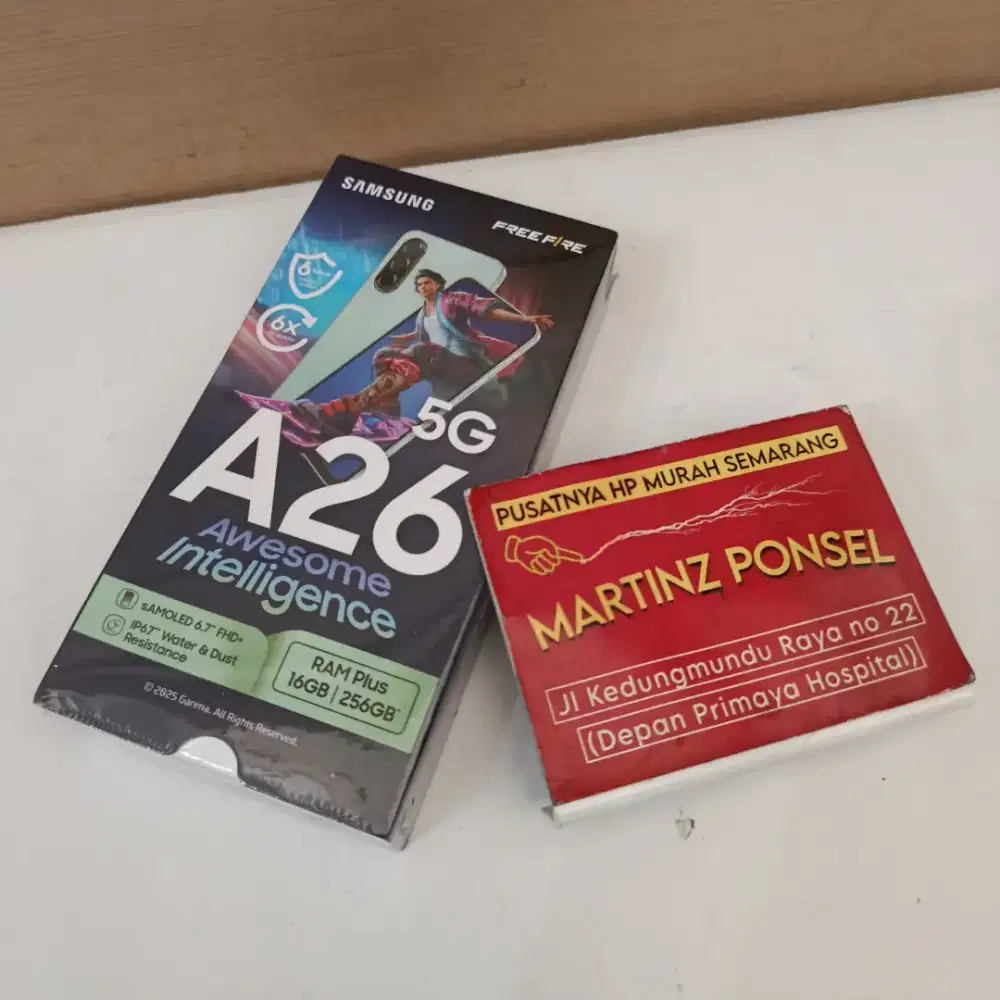 SAMSUNG
FREE FIRE
6
6X
5G
A26
Awesome
Intelligence
sAMOLED 6.7" FHD+
IP67" Water & Dust
Resistance
RAM Plus
16GB | 256GB*
© 2025 Garena. All Rights Reserved.
PUSATNYA HP MURAH SEMARANG
MARTINZ PONSEL
Jl Kedungmundu Raya no 22
(Depan Primaya Hospital)